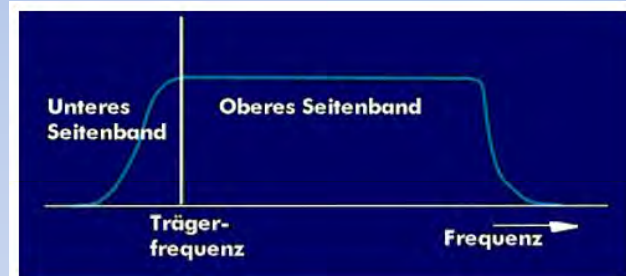 Unteres
Seitenband
Oberes Seitenband
Träger-
frequenz
Frequenz